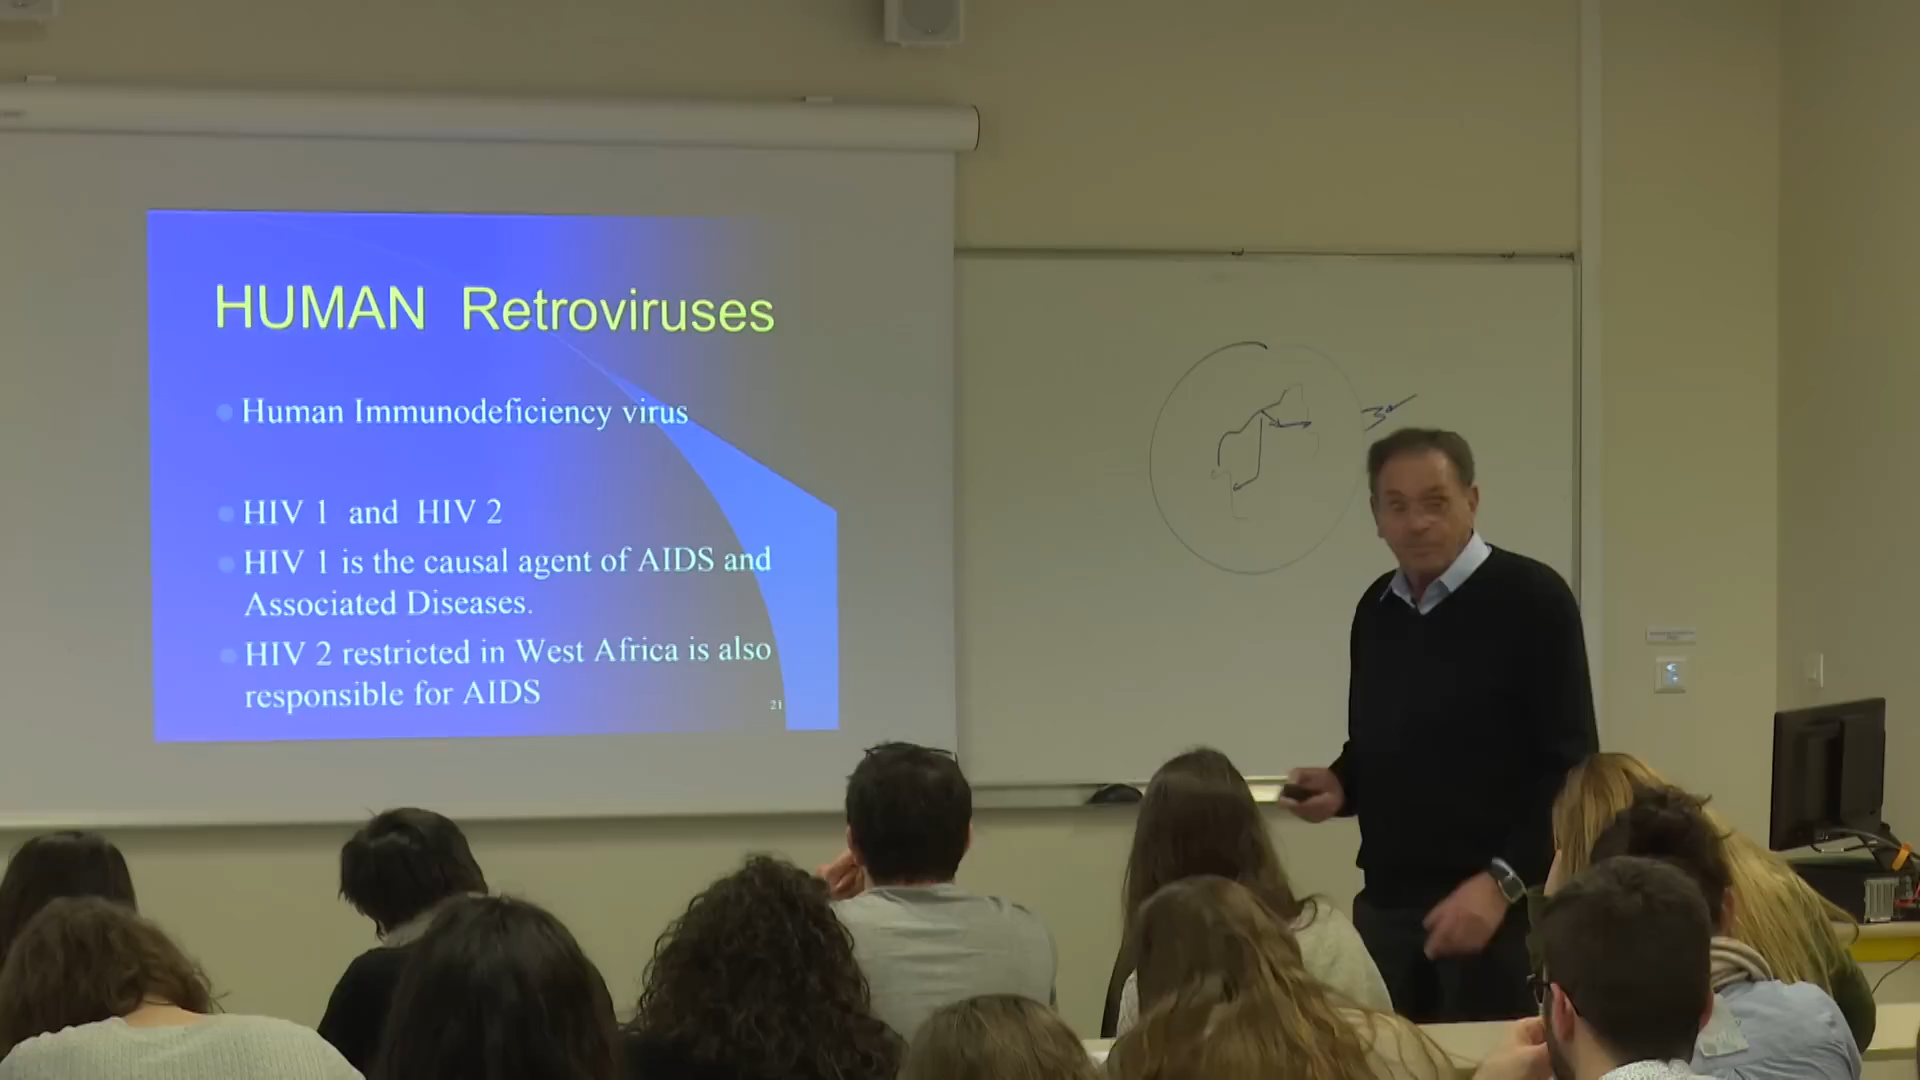 HUMAN Retroviruses
Human Immunodeficiency virus
HIV 1 and HIV 2
HIV 1 is the causal agent of AIDS and
Associated Diseases.
HIV 2 restricted in West Africa is also
responsible for AIDS
21